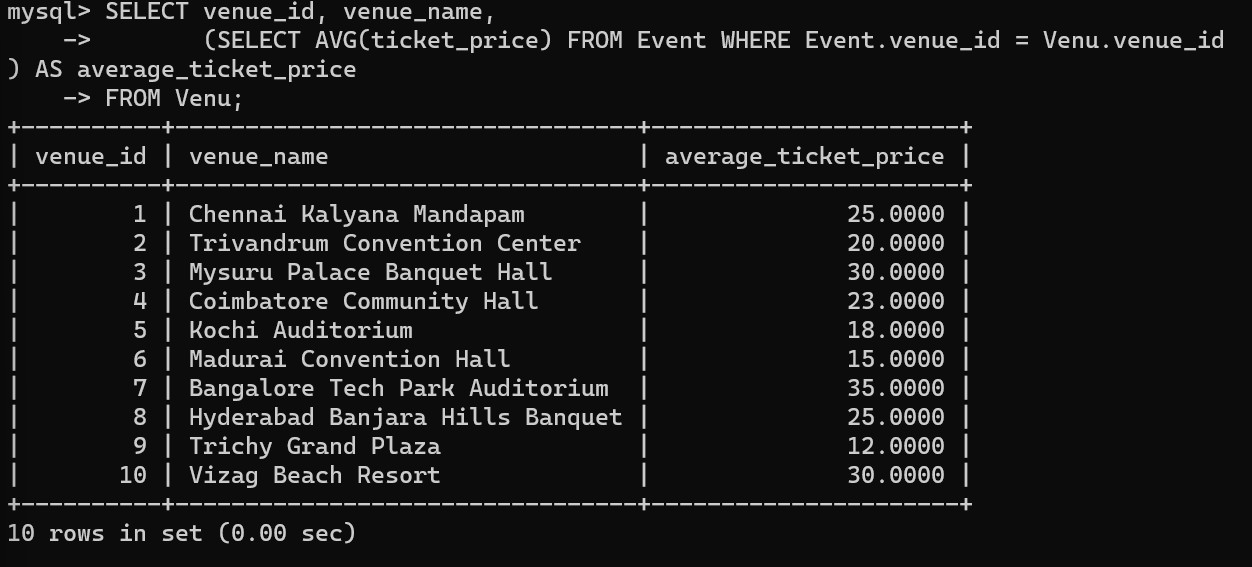 mysql> SELECT venue_id, venue_name,
    ->        (SELECT AVG(ticket_price) FROM Event WHERE Event.venue_id = Venu.venue_id
) AS average_ticket_price
    -> FROM Venu;
+----------+---------------------------------+----------------------+
| venue_id | venue_name                      | average_ticket_price |
+----------+---------------------------------+----------------------+
|        1 | Chennai Kalyana Mandapam        |              25.0000 |
|        2 | Trivandrum Convention Center    |              20.0000 |
|        3 | Mysuru Palace Banquet Hall      |              30.0000 |
|        4 | Coimbatore Community Hall       |              23.0000 |
|        5 | Kochi Auditorium                |              18.0000 |
|        6 | Madurai Convention Hall         |              15.0000 |
|        7 | Bangalore Tech Park Auditorium  |              35.0000 |
|        8 | Hyderabad Banjara Hills Banquet |              25.0000 |
|        9 | Trichy Grand Plaza              |              12.0000 |
|       10 | Vizag Beach Resort              |              30.0000 |
+----------+---------------------------------+----------------------+
10 rows in set (0.00 sec)